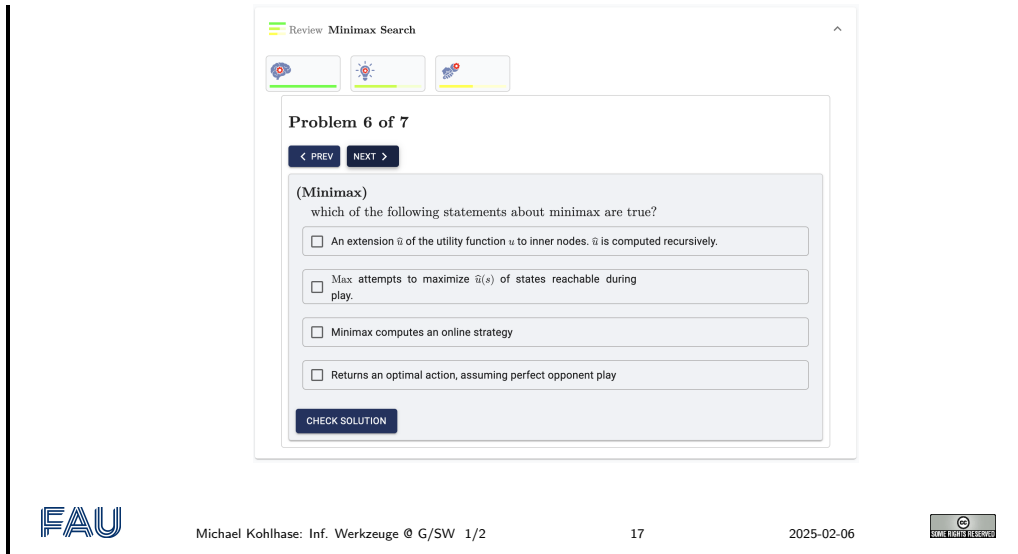 Review Minimax Search
Problem 6 of 7
PREV NEXT
(Minimax)
which of the following statements about minimax are true?
An extension û of the utility function u to inner nodes. û is computed recursively.
Max attempts to maximize û(s) of states reachable during
play.
Minimax computes an online strategy
Returns an optimal action, assuming perfect opponent play
CHECK SOLUTION
FAU
Michael Kohlhase: Inf. Werkzeuge @ G/SW 1/2 17 2025-02-06
cc
SOME RIGHTS RESERVED